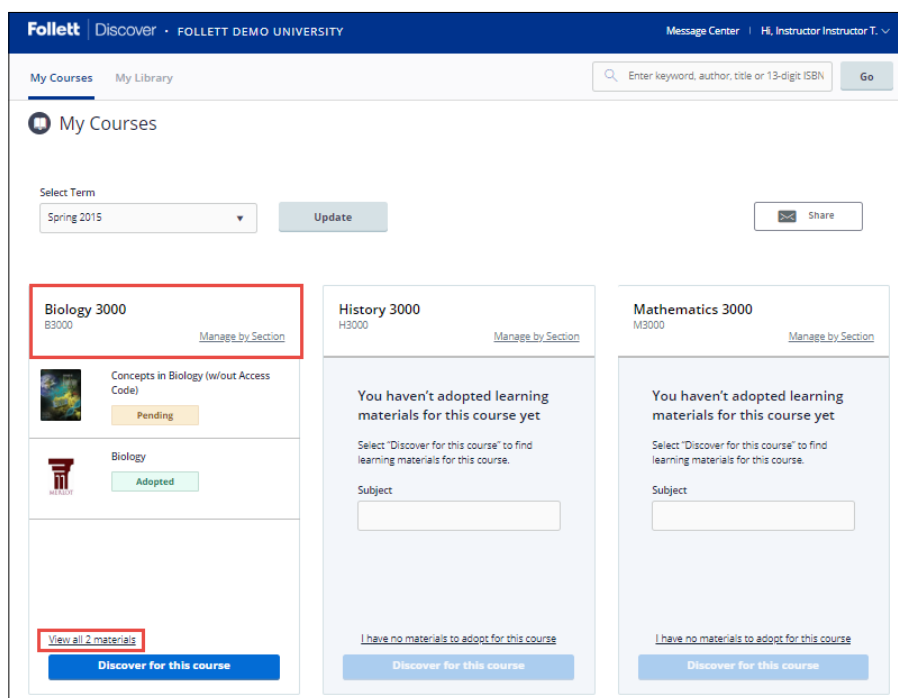 Follett Discover · FOLLETT DEMO UNIVERSITY
Message Center Hi, Instructor Instructor T.
My Courses My Library
Enter keyword, author, title or 13-digit ISBN
Go
My Courses
Select Term
Spring 2015
Update
Share
Biology 3000
B3000
Manage by Section
Concepts in Biology (w/out Access
Code)
Pending
Biology
Adopted
MERLOT
View all 2 materials
Discover for this course
History 3000
H3000
Manage by Section
You haven't adopted learning
materials for this course yet
Select "Discover for this course" to find
learning materials for this course.
Subject
I have no materials to adopt for this course
Discover for this course
Mathematics 3000
M3000
Manage by Section
You haven't adopted learning
materials for this course yet
Select "Discover for this course" to find
learning materials for this course.
Subject
I have no materials to adopt for this course
Discover for this course